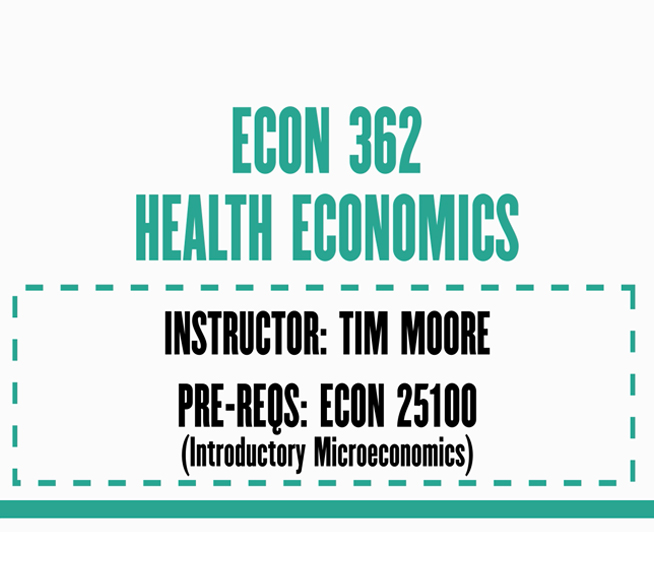 ECON 362
HEALTH ECONOMICS
INSTRUCTOR: TIM MOORE
PRE-REQS: ECON 25100
(Introductory Microeconomics)